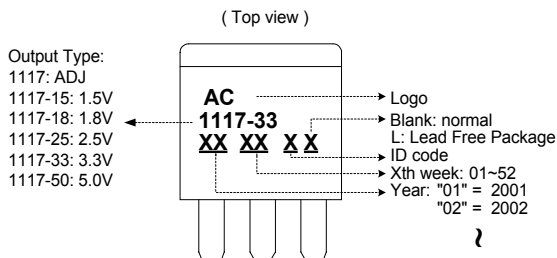 ( Top view )
Output Type:
1117: ADJ
1117-15: 1.5V
1117-18: 1.8V
1117-25: 2.5V
1117-33: 3.3V
1117-50: 5.0V
AC
1117-33
XX XX X X
Logo
Blank: normal
L: Lead Free Package
ID code
Xth week: 01~52
Year: "01" = 2001
"02" = 2002
~